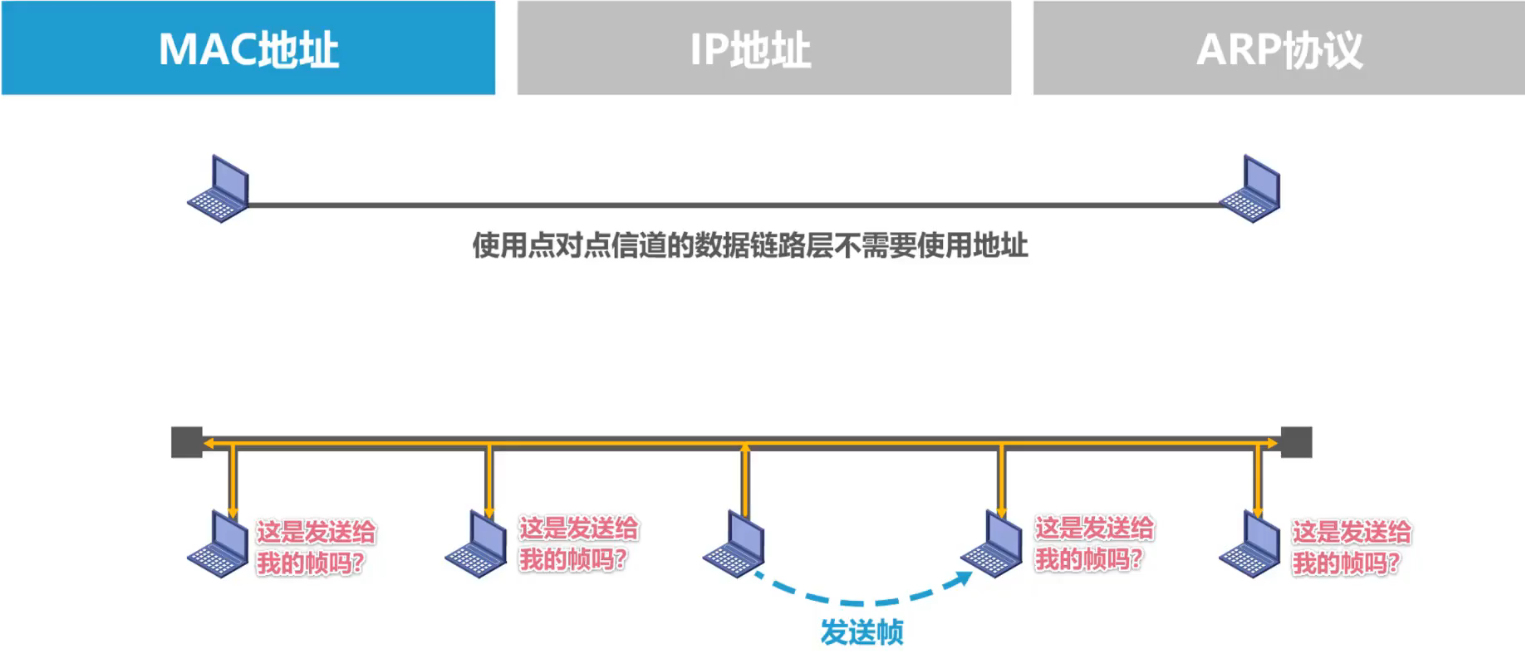 MAC地址
IP地址
ARP协议
使用点对点信道的数据链路层不需要使用地址
这是发送给
我的帧吗?
这是发送给
我的帧吗?
这是发送给
我的帧吗?
这是发送给
我的帧吗?
发送帧